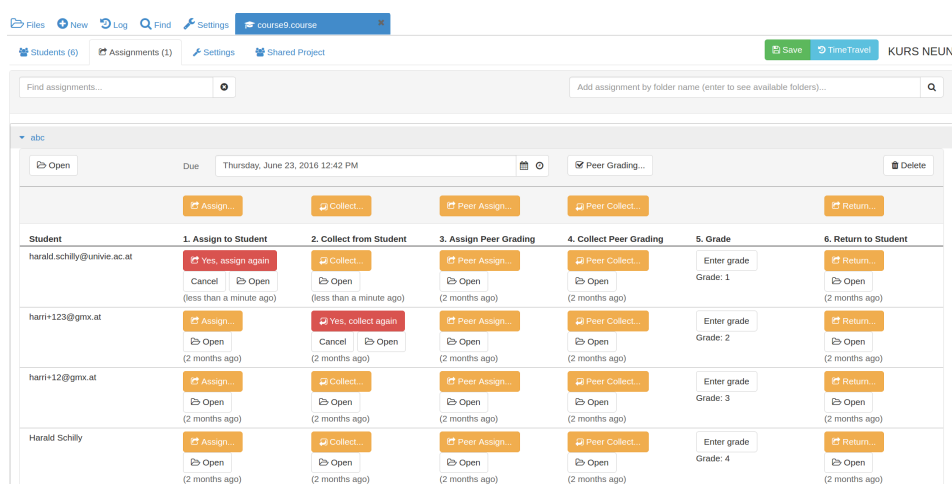 Files New Log Find Settings course9.course
Students (6) Assignments (1) Settings Shared Project Save TimeTravel KURS NEUN
Find assignments... Add assignment by folder name (enter to see available folders)...
abc
Open Due Thursday, June 23, 2016 12:42 PM Peer Grading... Delete
Assign... Collect... Peer Assign... Peer Collect... Return...
Student 1. Assign to Student 2. Collect from Student 3. Assign Peer Grading 4. Collect Peer Grading 5. Grade 6. Return to Student
harald.schilly@univie.ac.at Yes, assign again Collect... Peer Assign... Peer Collect... Enter grade Return...
Cancel Open Open Open Open Grade: 1 Open
(less than a minute ago) (less than a minute ago) (2 months ago) (2 months ago) (2 months ago)
harri+123@gmx.at Assign... Yes, collect again Peer Assign... Peer Collect... Enter grade Return...
Open Cancel Open Open Open Grade: 2 Open
(2 months ago) (2 months ago) (2 months ago) (2 months ago) (2 months ago)
harri+12@gmx.at Assign... Collect... Peer Assign... Peer Collect... Enter grade Return...
Open Open Open Open Grade: 3 Open
(2 months ago) (2 months ago) (2 months ago) (2 months ago) (2 months ago)
Harald Schilly Assign... Collect... Peer Assign... Peer Collect... Enter grade Return...
Open Open Open Open Grade: 4 Open
(2 months ago) (2 months ago) (2 months ago) (2 months ago) (2 months ago)